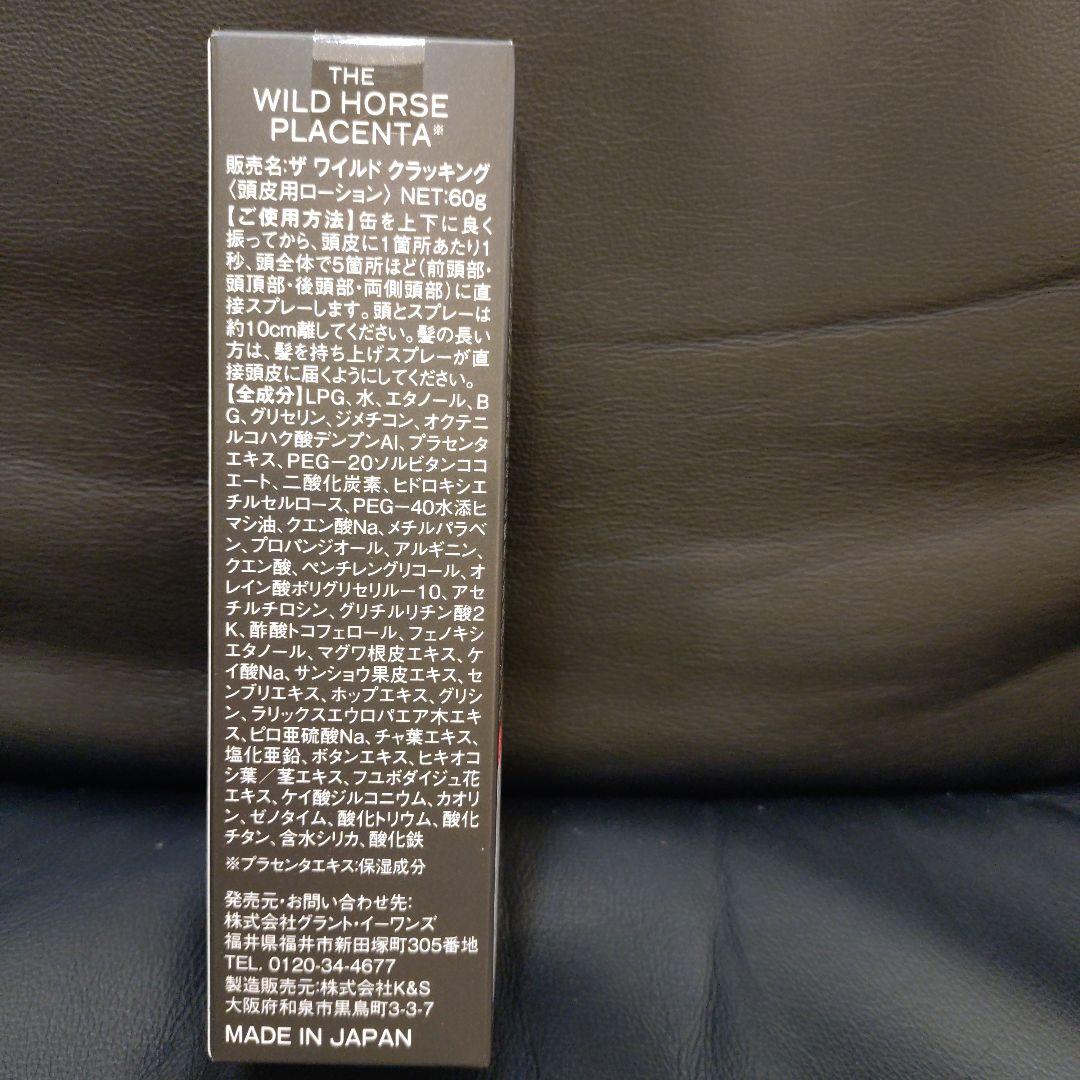 THE
WILD HORSE
PLACENTA※
販売名:ザ ワイルド クラッキング
〈頭皮用ローション〉 NET:60g
【ご使用方法】缶を上下に良く
振ってから、頭皮に1箇所あたり1
秒、頭全体で5箇所ほど(前頭部・
頭頂部・後頭部・両側頭部)に直
接スプレーします。頭とスプレーは
約10cm離してください。髪の長い
方は、髪を持ち上げスプレーが直
接頭皮に届くようにしてください。
【全成分】LPG、水、エタノール、B
G、グリセリン、ジメチコン、オクテニ
ルコハク酸デンプンAl、プラセンタ
エキス、PEG−20ソルビタンココ
エート、二酸化炭素、ヒドロキシエ
チルセルロース、PEG−40水添ヒ
マシ油、クエン酸Na、メチルパラベ
ン、プロパンジオール、アルギニン、
クエン酸、ペンチレングリコール、オ
レイン酸ポリグリセリル−10、アセ
チルチロシン、グリチルリチン酸2
K、酢酸トコフェロール、フェノキシ
エタノール、マグワ根皮エキス、ケ
イ酸Na、サンショウ果皮エキス、セ
ンブリエキス、ホップエキス、グリシ
ン、ラリックスエウロパエア木エキ
ス、ピロ亜硫酸Na、チャ葉エキス、
塩化亜鉛、ボタンエキス、ヒキオコ
シ葉/茎エキス、フユボダイジュ花
エキス、ケイ酸ジルコニウム、カオリ
ン、ゼノタイム、酸化トリウム、酸化
チタン、含水シリカ、酸化鉄
※プラセンタエキス:保湿成分
発売元・お問い合わせ先:
株式会社グラント・イーワンズ
福井県福井市新田塚町305番地
TEL. 0120-34-4677
製造販売元:株式会社K&S
大阪府和泉市黒鳥町3-3-7
MADE IN JAPAN